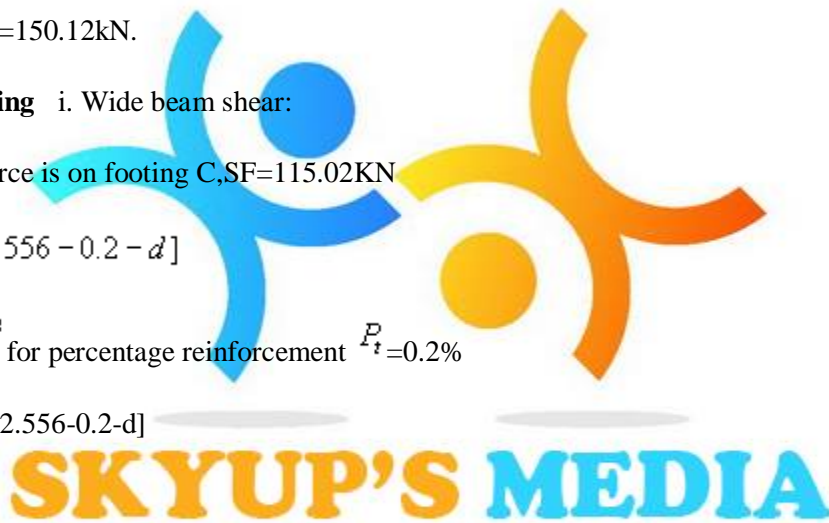 =150.12kN.
ing i. Wide beam shear:
rce is on footing C,SF=115.02KN
556 – 0.2 – d ]
for percentage reinforcement P_t =0.2%
2.556-0.2-d]
SKYUP'S MEDIA